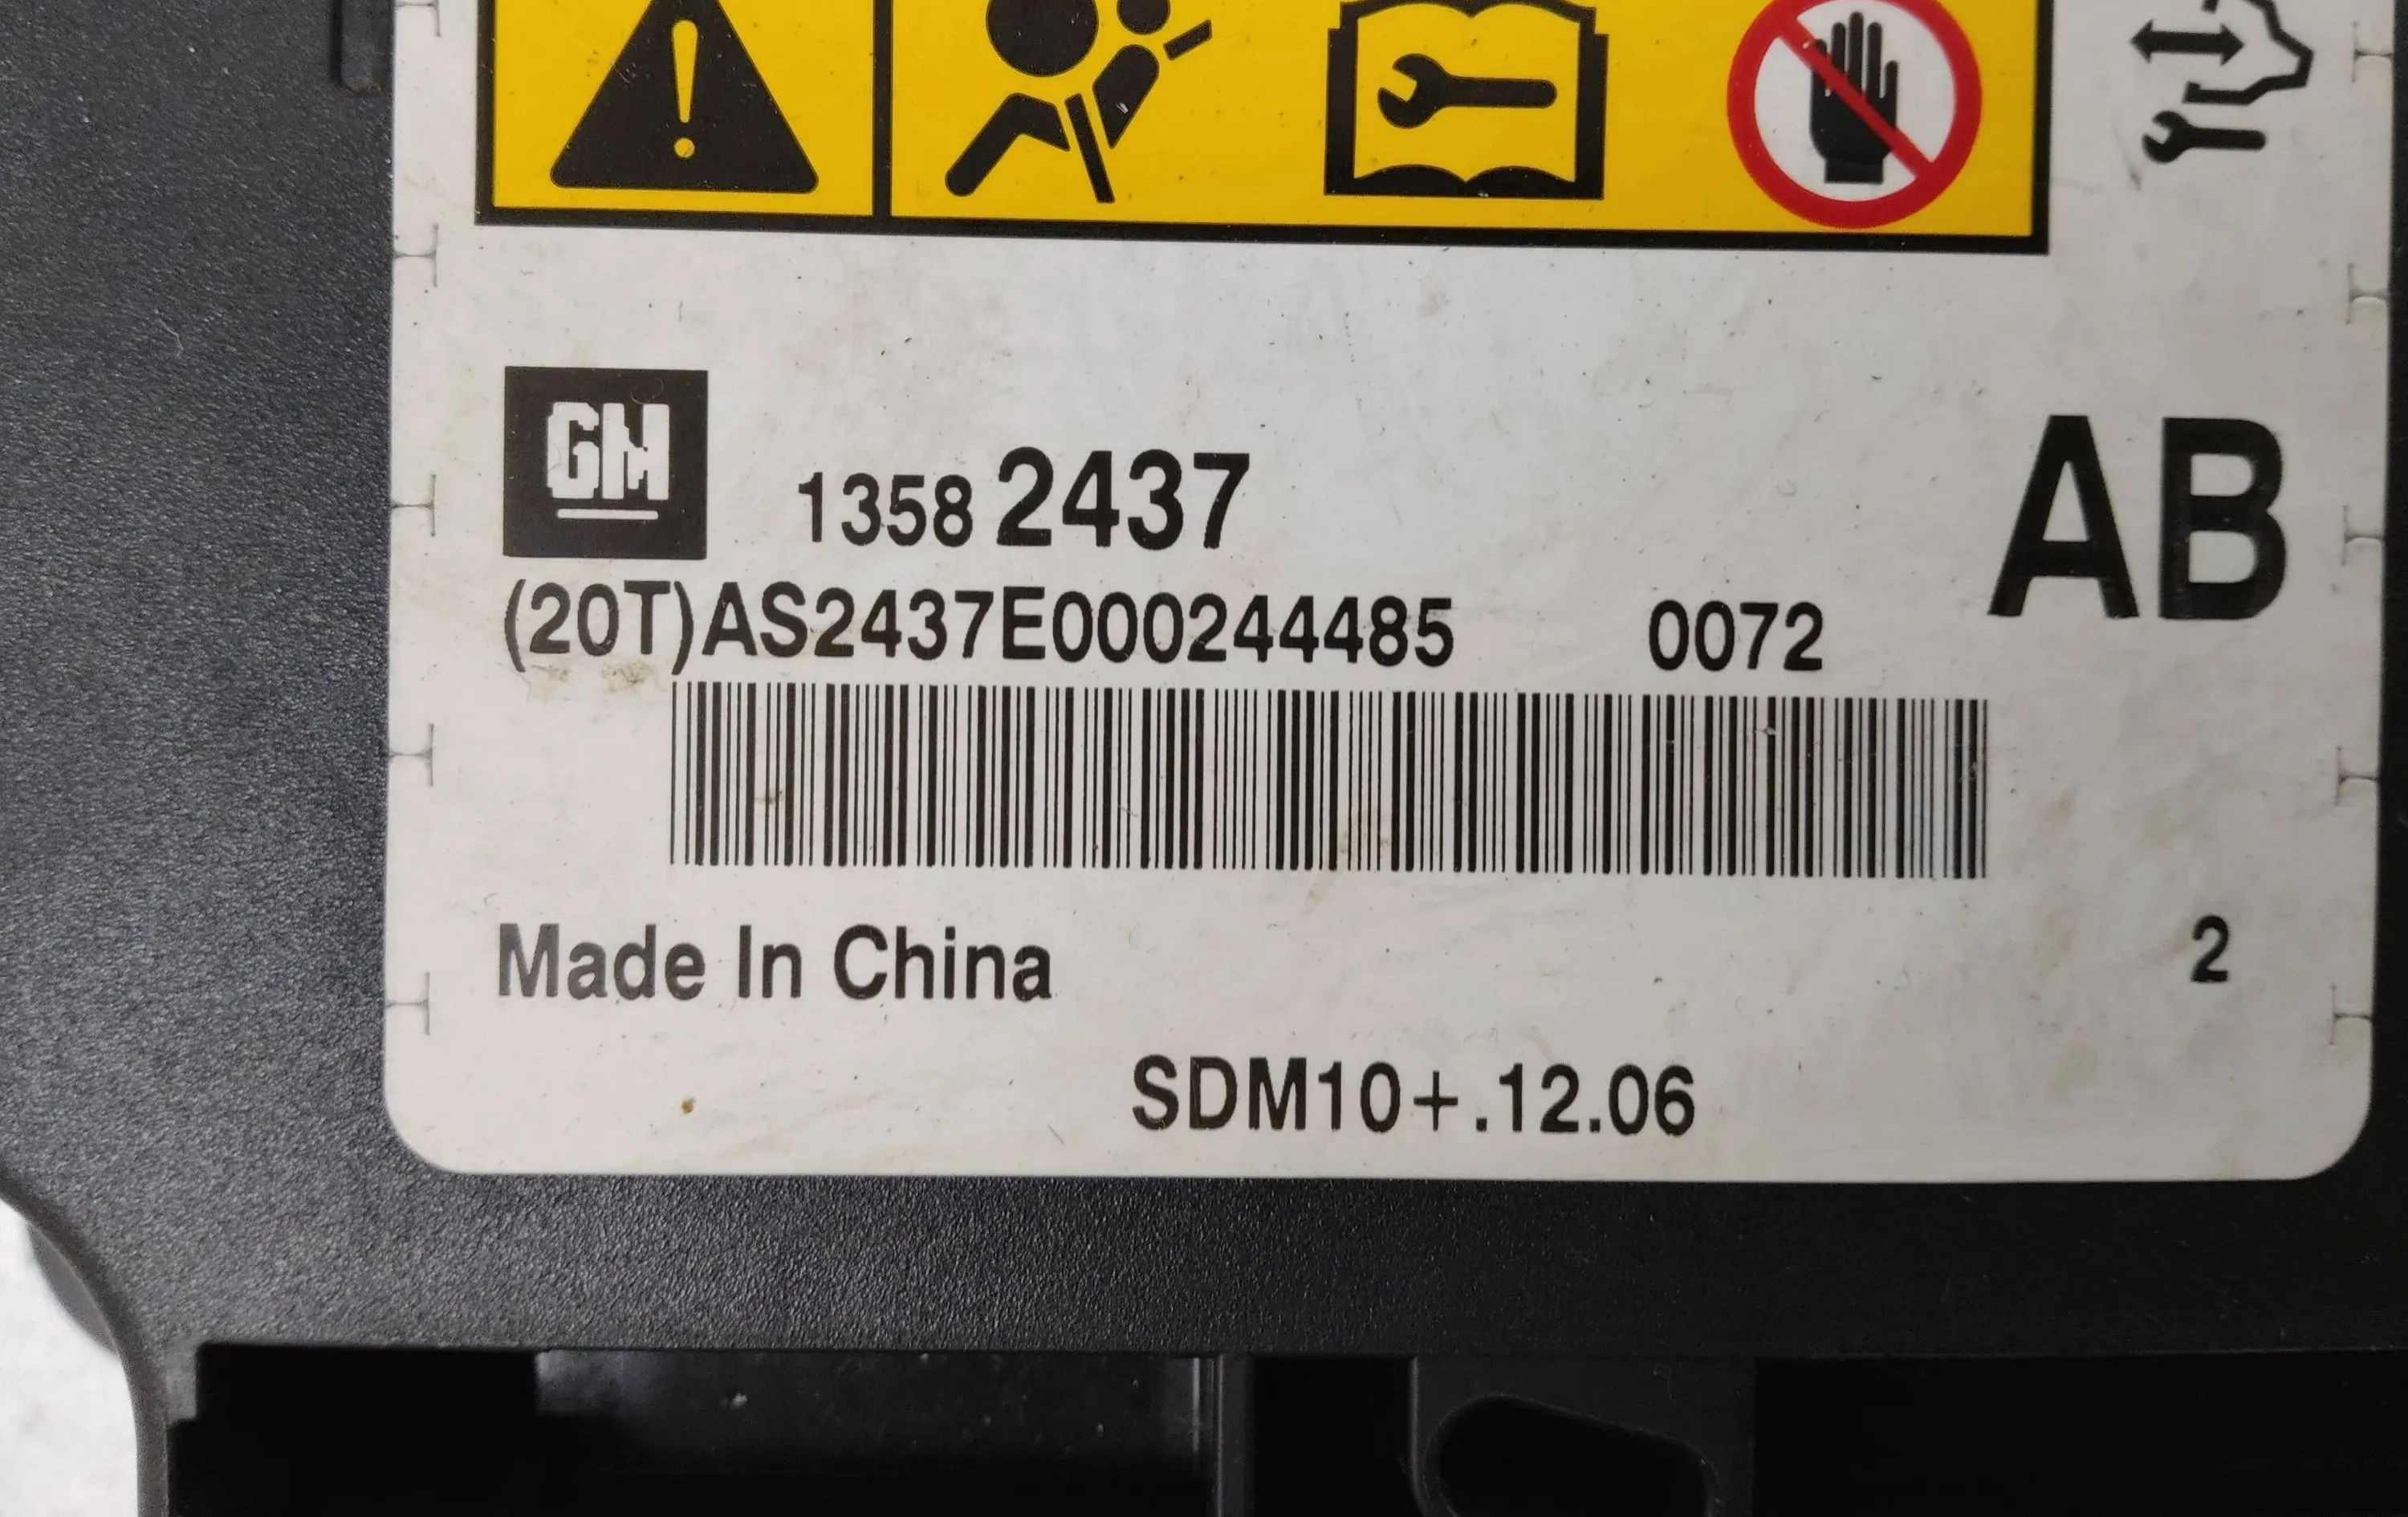 GM
1358 2437
AB
(20T)AS2437E000244485 0072
Made In China
2
SDM10+.12.06